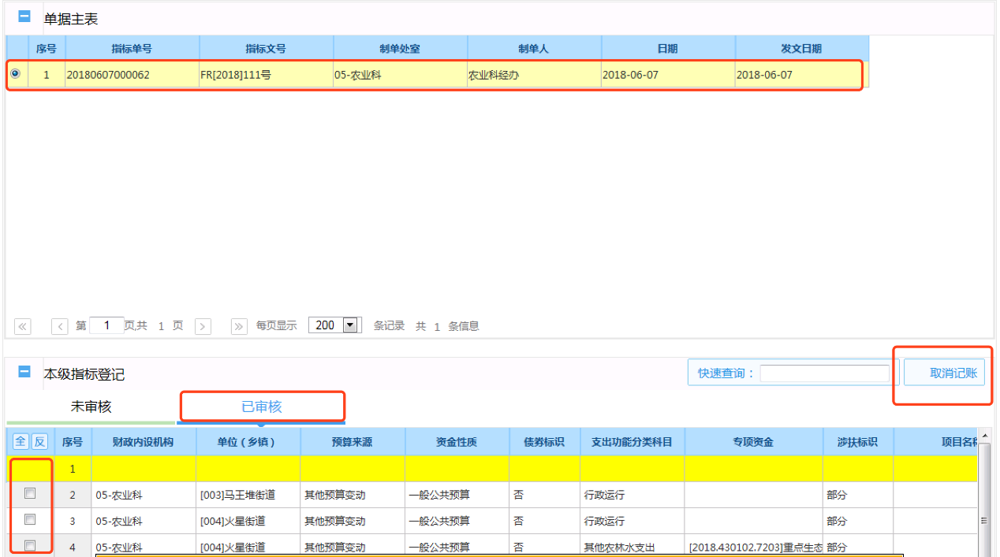 单据主表
序号 指标单号 指标文号 制单处室 制单人 日期 发文日期
1 20180607000062 FR[2018]111号 05-农业科 农业科经办 2018-06-07 2018-06-07
第 1 页,共 1 页 每页显示 200 条记录 共 1 条信息
本级指标登记 快速查询： 取消记账
未审核 已审核
全 反 序号 财政内设机构 单位（乡镇） 预算来源 资金性质 债券标识 支出功能分类科目 专项资金 涉扶标识 项目名称
1
2 05-农业科 [003]马王堆街道 其他预算变动 一般公共预算 否 行政运行 部分
3 05-农业科 [004]火星街道 其他预算变动 一般公共预算 否 行政运行 部分
4 05-农业科 [004]火星街道 其他预算变动 一般公共预算 否 其他农林水支出 [2018.430102.7203]重点生态 部分